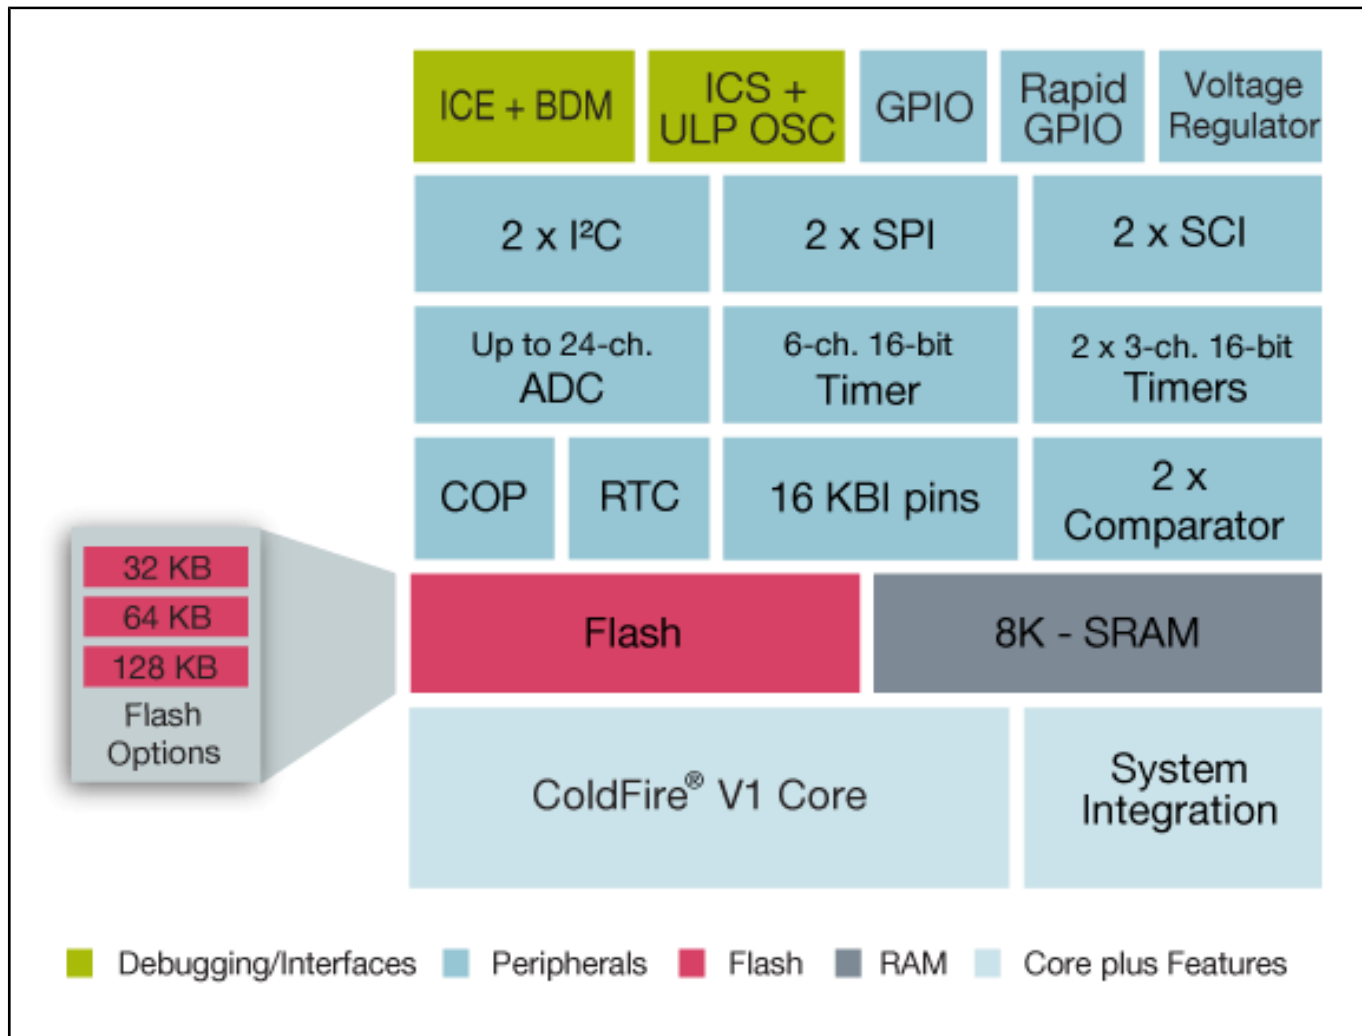 ICE + BDM
ICS +
ULP OSC
GPIO
Rapid
GPIO
Voltage
Regulator
2 x I²C
2 x SPI
2 x SCI
Up to 24-ch.
ADC
6-ch. 16-bit
Timer
2 x 3-ch. 16-bit
Timers
COP
RTC
16 KBI pins
2 x
Comparator
32 KB
64 KB
128 KB
Flash
Options
Flash
8K - SRAM
ColdFire® V1 Core
System
Integration
Debugging/Interfaces
Peripherals
Flash
RAM
Core plus Features